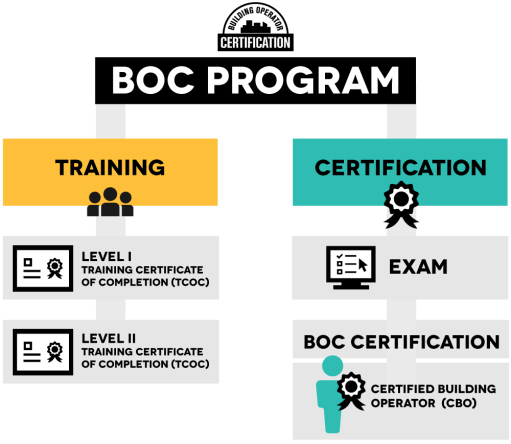 BUILDING OPERATOR
CERTIFICATION
BOC PROGRAM
TRAINING
LEVEL I
TRAINING CERTIFICATE
OF COMPLETION (TCOC)
LEVEL II
TRAINING CERTIFICATE
OF COMPLETION (TCOC)
CERTIFICATION
EXAM
BOC CERTIFICATION
CERTIFIED BUILDING
OPERATOR (CBO)